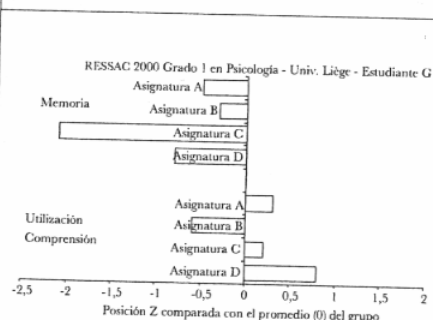 RESSAC 2000 Grado 1 en Psicología - Univ. Liège - Estudiante G
Asignatura A
Memoria
Asignatura B
Asignatura C
Asignatura D
Asignatura A
Utilización
Asignatura B
Comprensión
Asignatura C
Asignatura D
-2,5 -2 -1,5 -1 -0,5 0 0,5 1 1,5 2
Posición Z comparada con el promedio (0) del grupo